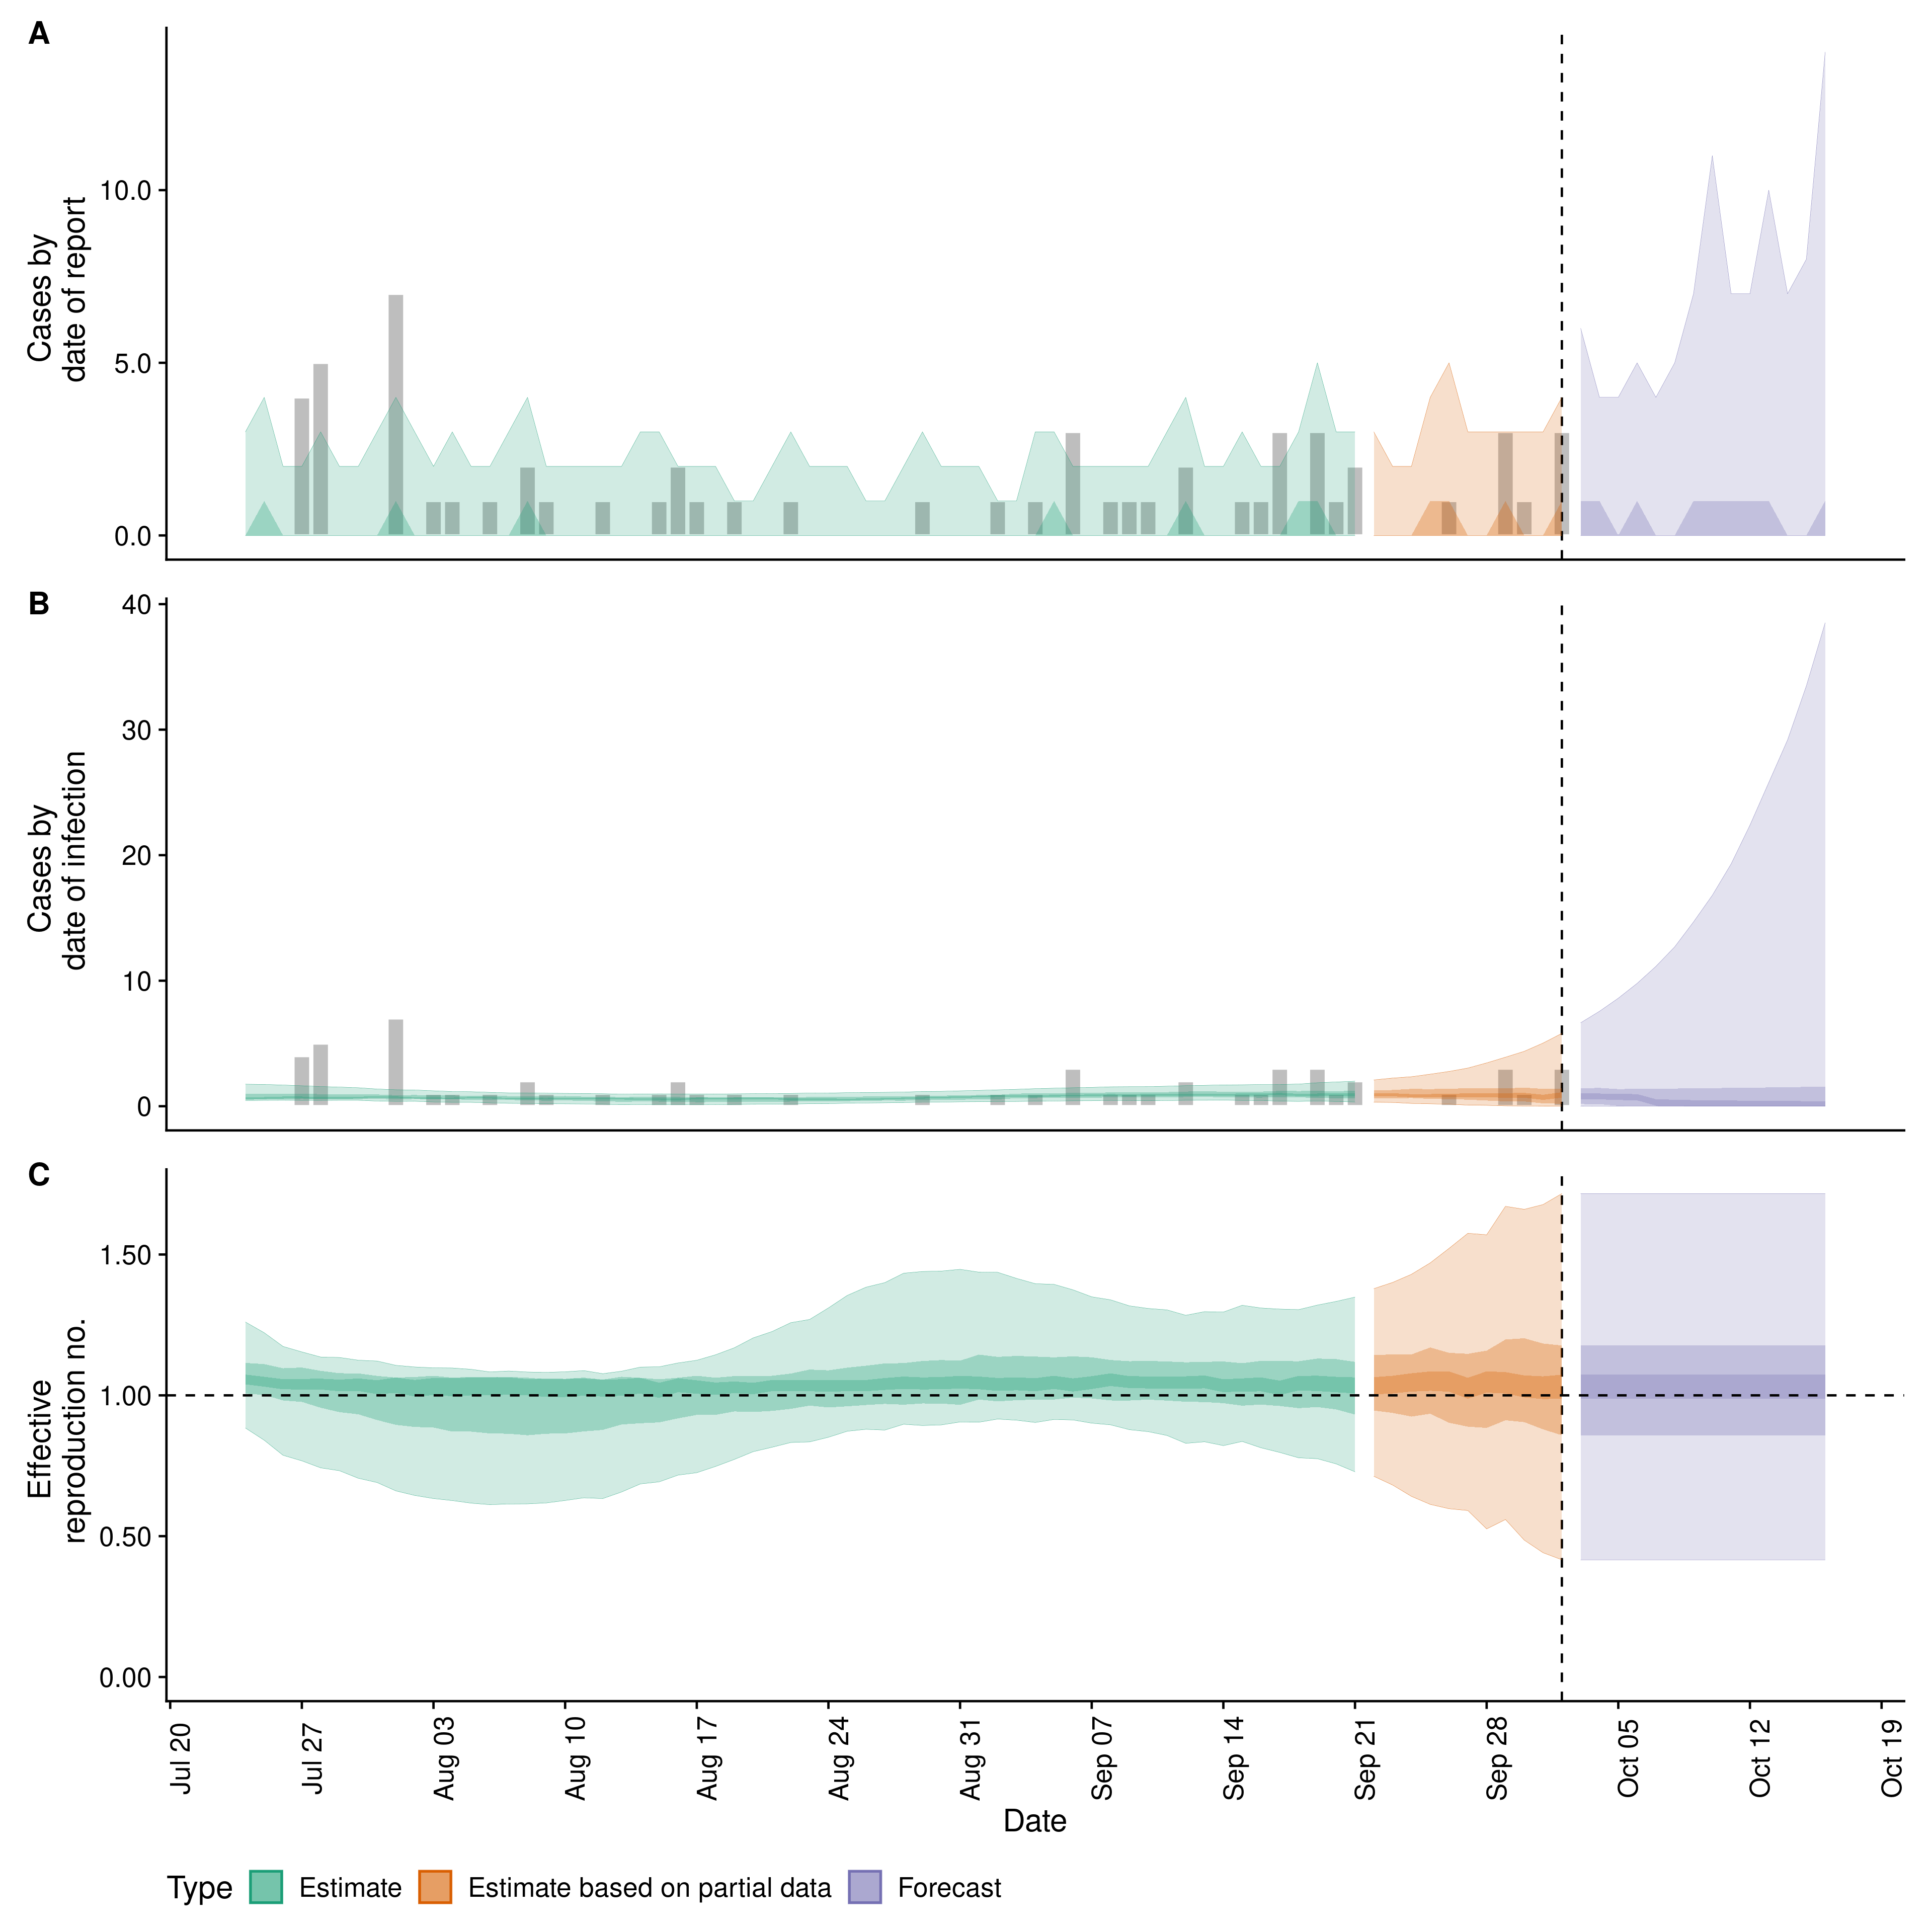 A
Cases by
date of report
10.0
5.0
0.0
B
Cases by
date of infection
40
30
20
10
0
C
Effective
reproduction no.
1.50
1.00
0.50
0.00
Jul 20
Jul 27
Aug 03
Aug 10
Aug 17
Aug 24
Aug 31
Sep 07
Sep 14
Sep 21
Sep 28
Oct 05
Oct 12
Oct 19
Date
Type Estimate Estimate based on partial data Forecast